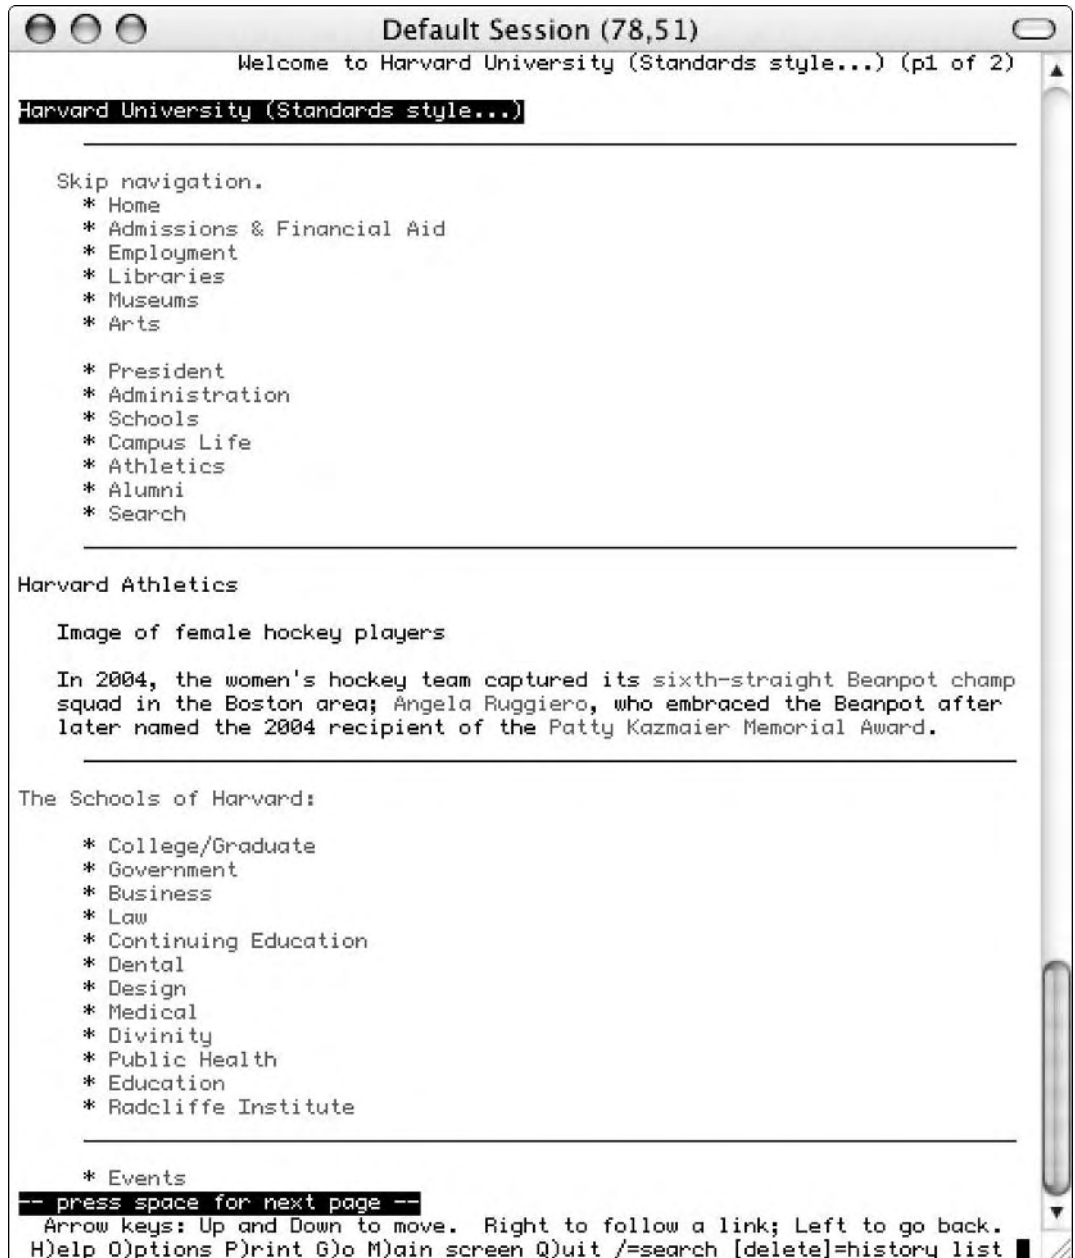 Default Session (78,51)
Welcome to Harvard University (Standards style...) (p1 of 2)
Harvard University (Standards style...)
Skip navigation.
* Home
* Admissions & Financial Aid
* Employment
* Libraries
* Museums
* Arts
* President
* Administration
* Schools
* Campus Life
* Athletics
* Alumni
* Search
Harvard Athletics
Image of female hockey players
In 2004, the women's hockey team captured its sixth-straight Beanpot champ
squad in the Boston area; Angela Ruggiero, who embraced the Beanpot after
later named the 2004 recipient of the Patty Kazmaier Memorial Award.
The Schools of Harvard:
* College/Graduate
* Government
* Business
* Law
* Continuing Education
* Dental
* Design
* Medical
* Divinity
* Public Health
* Education
* Radcliffe Institute
* Events
-- press space for next page --
Arrow keys: Up and Down to move. Right to follow a link; Left to go back.
H)elp O)ptions P)rint G)o M)ain screen Q)uit /=search [delete]=history list